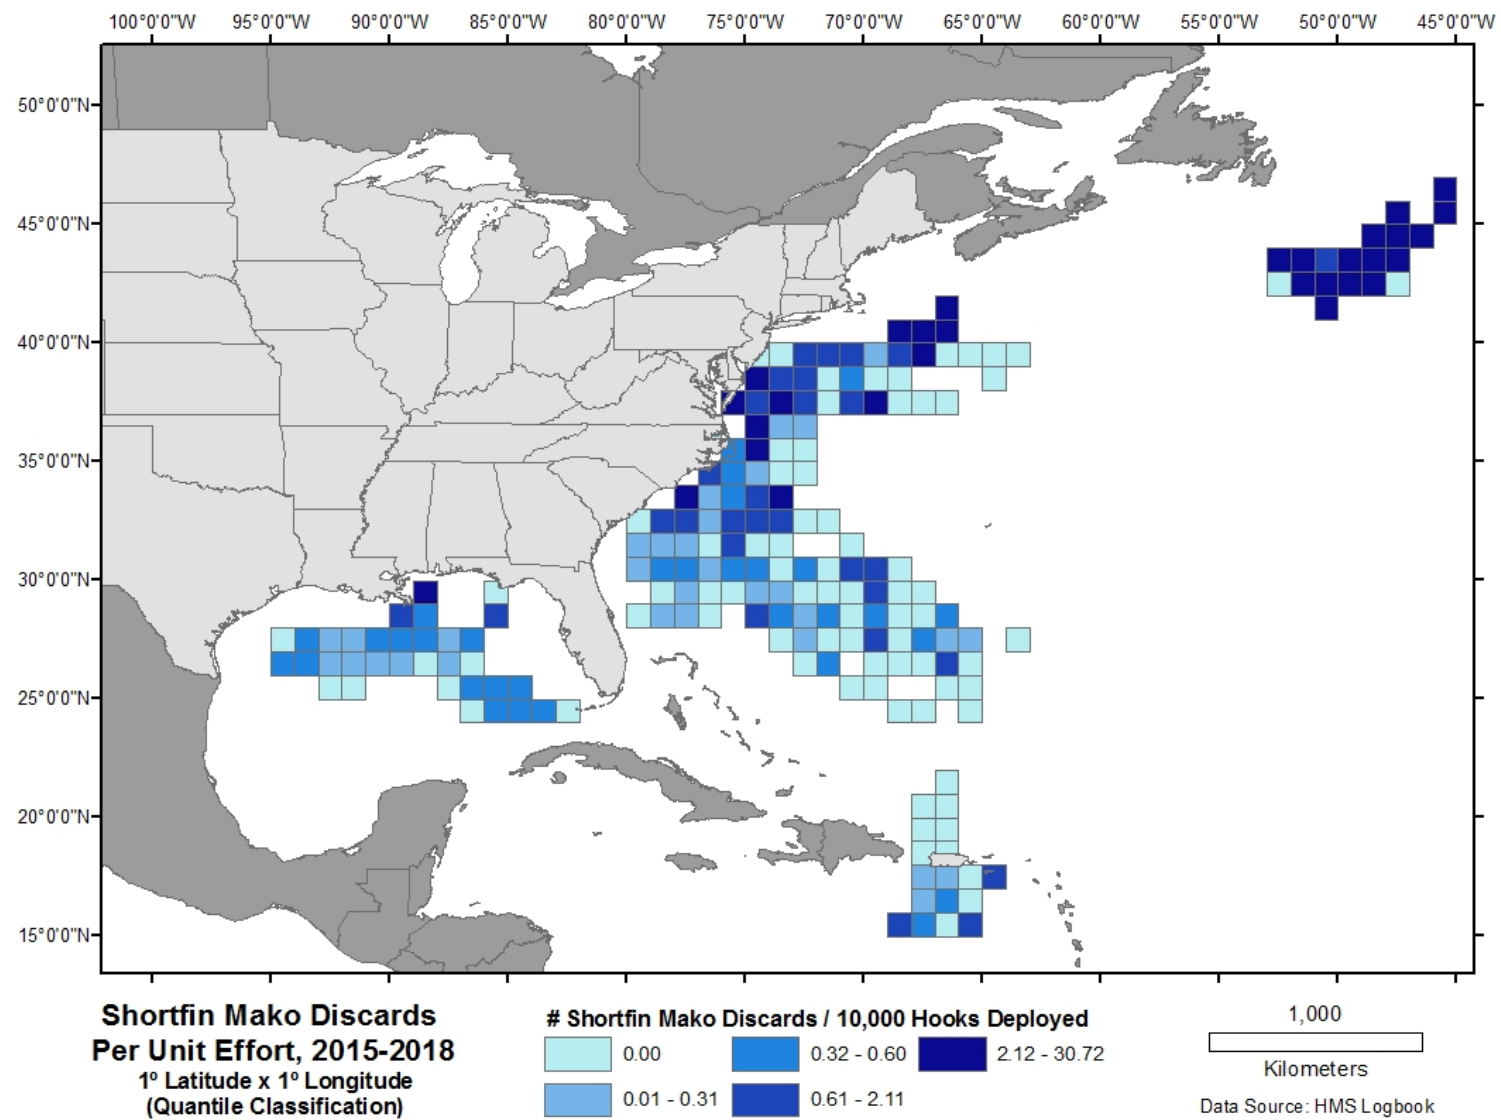 100°0'0"W 95°0'0"W 90°0'0"W 85°0'0"W 80°0'0"W 75°0'0"W 70°0'0"W 65°0'0"W 60°0'0"W 55°0'0"W 50°0'0"W 45°0'0"W
50°0'0"N
45°0'0"N
40°0'0"N
35°0'0"N
30°0'0"N
25°0'0"N
20°0'0"N
15°0'0"N
Shortfin Mako Discards
Per Unit Effort, 2015-2018
1º Latitude x 1º Longitude
(Quantile Classification)
# Shortfin Mako Discards / 10,000 Hooks Deployed
0.00 0.32 - 0.60 2.12 - 30.72
0.01 - 0.31 0.61 - 2.11
1,000
Kilometers
Data Source: HMS Logbook